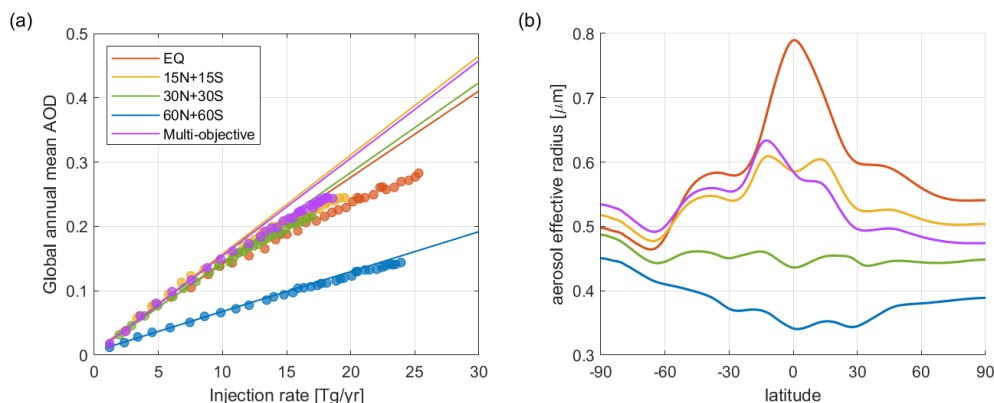 (a)
0.5
0.4
0.3
0.2
0.1
0
Global annual mean AOD
EQ
15N+15S
30N+30S
60N+60S
Multi-objective
0 5 10 15 20 25 30
Injection rate [Tg/yr]
(b)
0.8
0.7
0.6
0.5
0.4
0.3
aerosol effective radius [μm]
-90 -60 -30 0 30 60 90
latitude